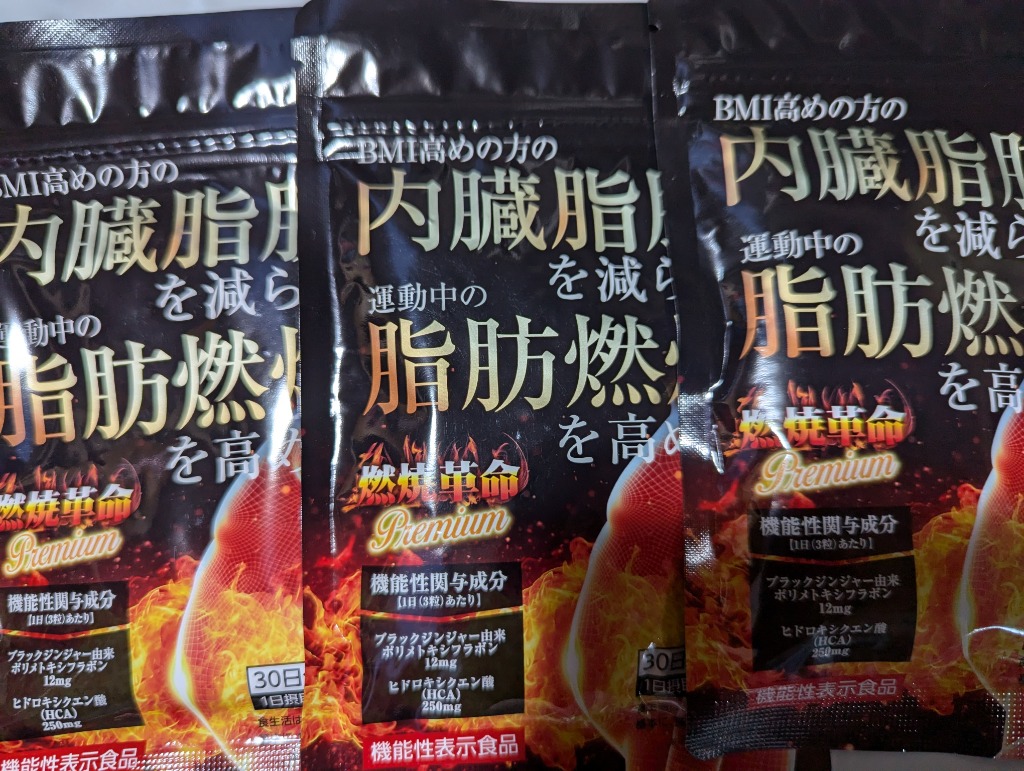 BMI高めの方の
内臓脂
を減ら
運動中の
脂肪燃
を高
燃焼革命
Premium
機能性関与成分
【1日(3粒)あたり】
ブラックジンジャー由来
ポリメトキシフラボン
12mg
ヒドロキシクエン酸
(HCA)
250mg
30日
1日摂
食生活は
機能性表示食品
BMI高めの方の
内臓脂
を減ら
運動中の
脂肪燃
を高め
燃焼革命
Premium
機能性関与成分
【1日(3粒)あたり】
ブラックジンジャー由来
ポリメトキシフラボン
12mg
ヒドロキシクエン酸
(HCA)
250mg
30日
1日摂
機能性表示食品
BMI高めの方の
内臓脂
を減ら
運動中の
脂肪燃
を高
燃焼革命
Premium
機能性関与成分
【1日(3粒)あたり】
ブラックジンジャー由来
ポリメトキシフラボン
12mg
ヒドロキシクエン酸
(HCA)
250mg
機能性表示食品